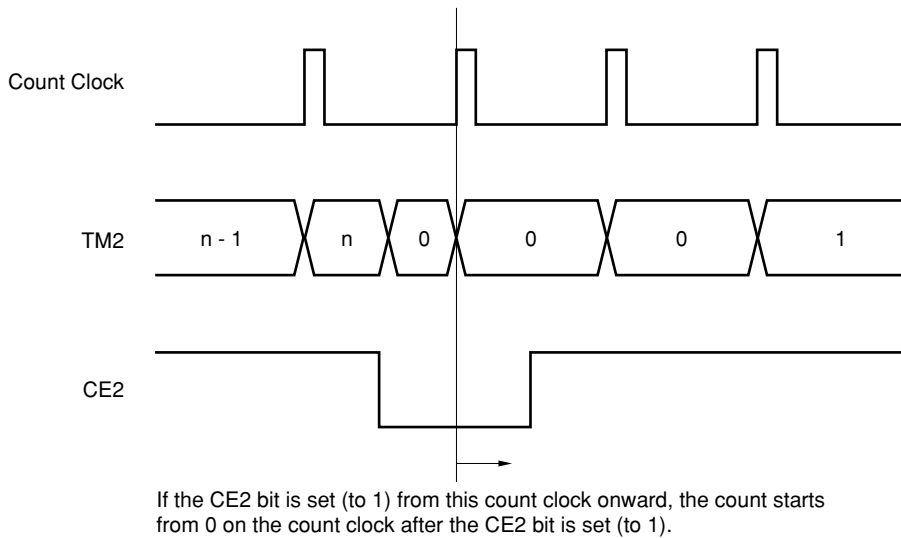 Count Clock
TM2
n - 1
n
0
0
0
1
CE2
If the CE2 bit is set (to 1) from this count clock onward, the count starts
from 0 on the count clock after the CE2 bit is set (to 1).